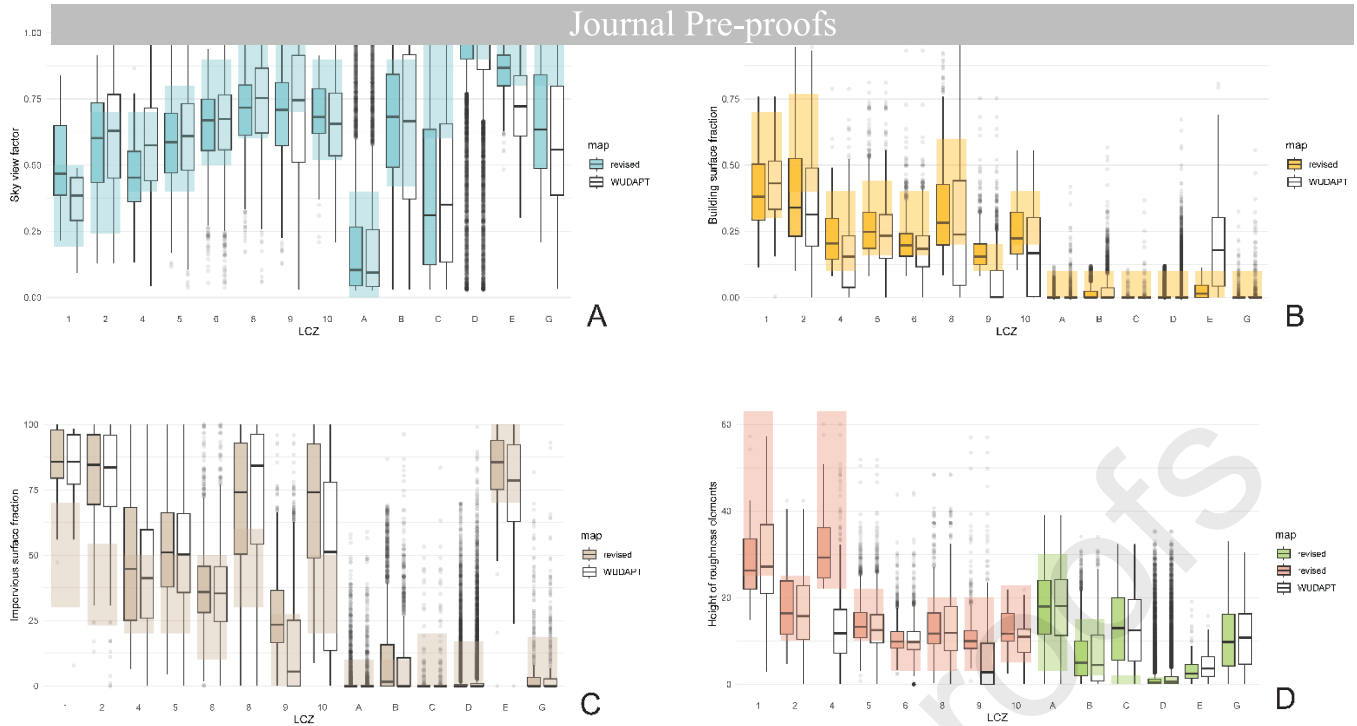 Journal Pre-proofs
1.00
0.75
0.50
0.25
0.00
Sky view factor
1 2 4 5 6 8 9 10 A B C D E G
LCZ
map
revised
WUDAPT
A
0.75
0.50
0.25
0.00
Building surface fraction
1 2 4 5 6 8 9 10 A B C D E G
LCZ
map
revised
WUDAPT
B
100
75
50
25
0
Impervious surface fraction
1 2 4 5 6 8 9 10 A B C D E G
LCZ
map
revised
WUDAPT
C
60
40
20
0
Height of roughness elements
1 2 4 5 6 8 9 10 A B C D E G
LCZ
map
revised
revised
WUDAPT
D
roofs